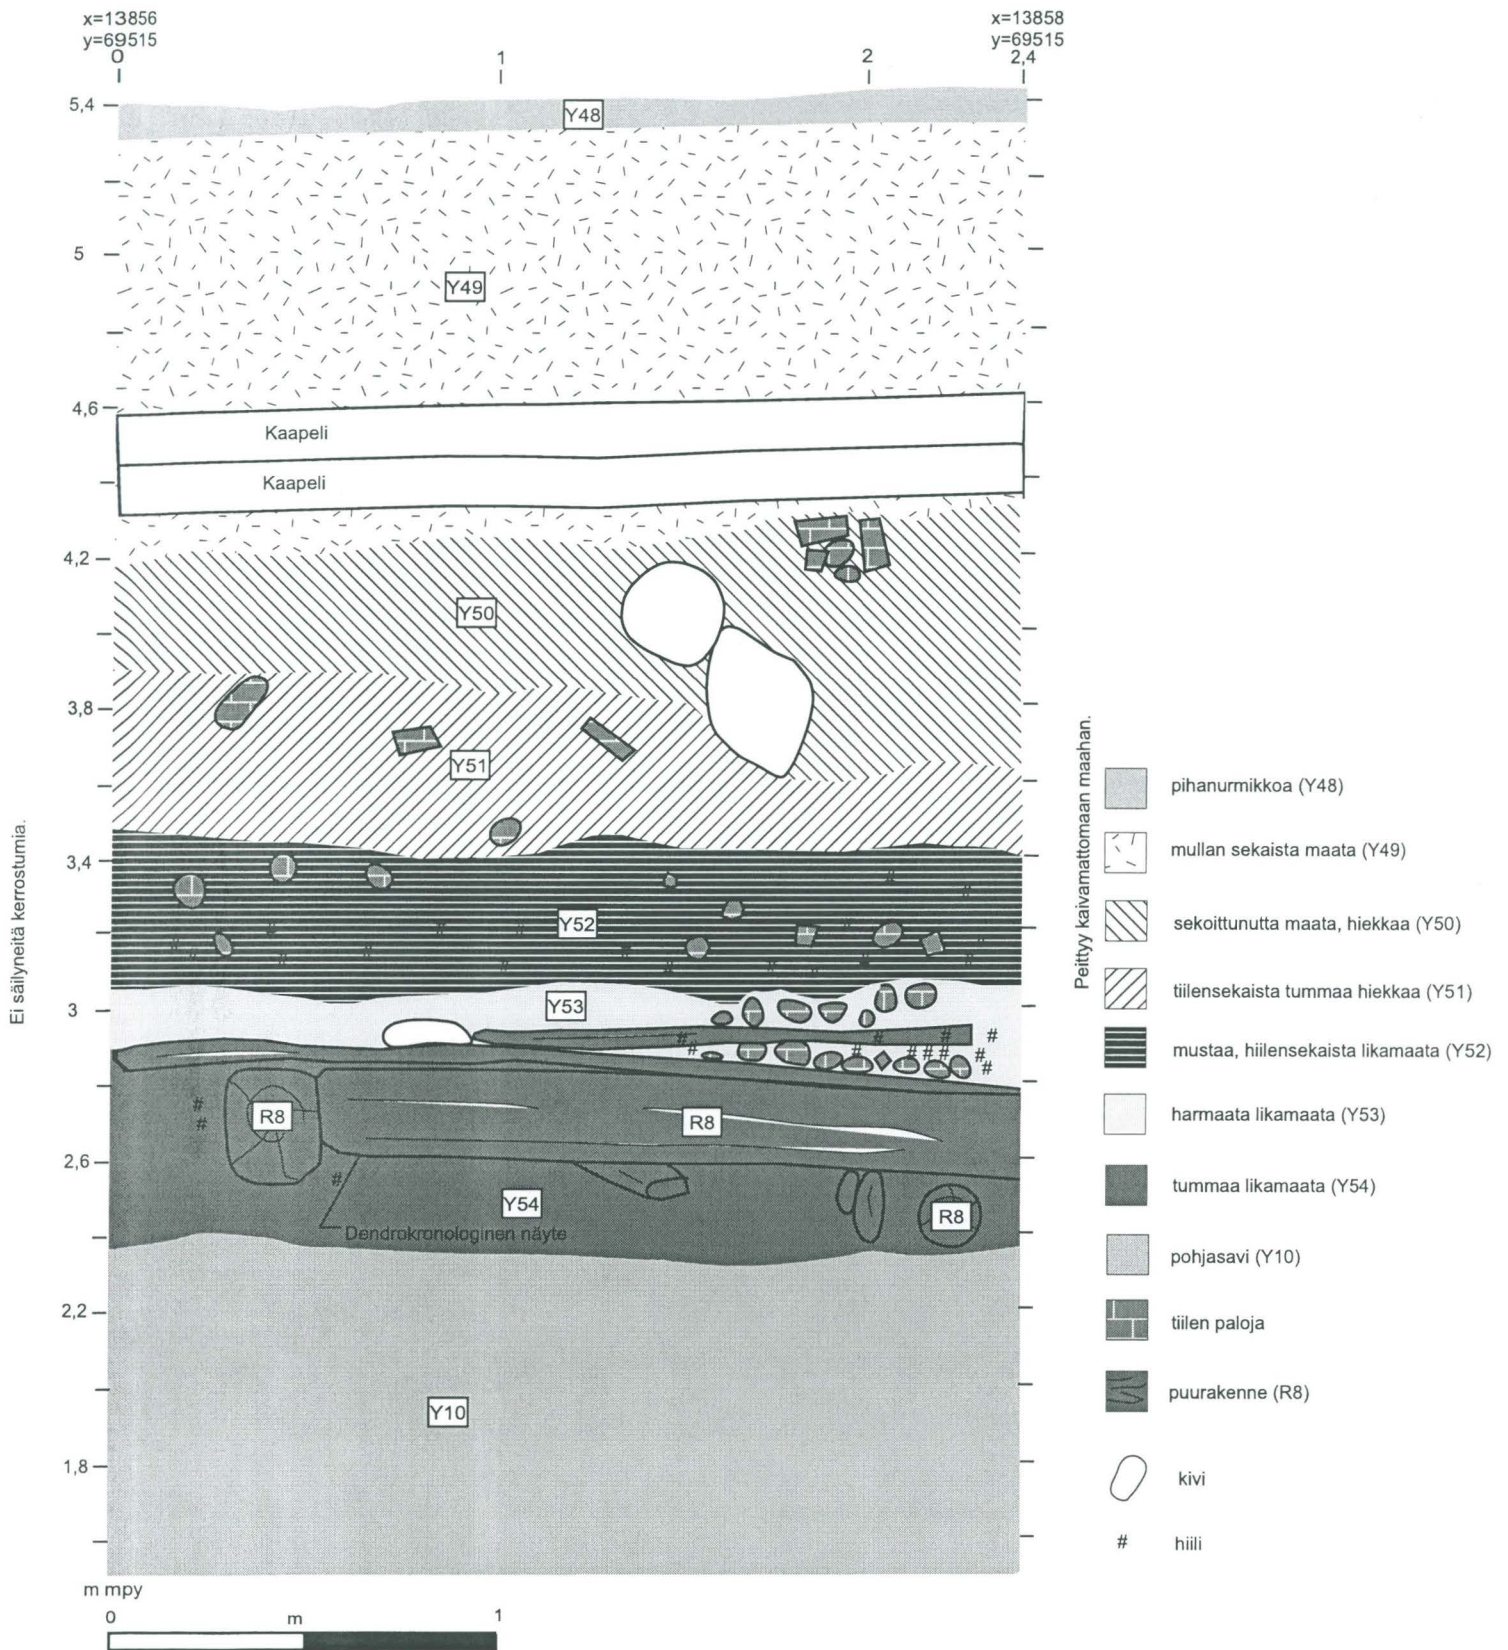 x=13856
y=69515
x=13858
y=69515
0
1
2
2,4
5,4
Y48
5
Y49
4,6
Kaapeli
Kaapeli
4,2
Y50
3,8
Y51
3,4
Y52
3
Y53
R8
R8
2,6
Y54
R8
Dendrokronologinen näyte
2,2
Y10
1,8
m mpy
0
m
1
Ei säilyneitä kerrostumia.
Peittyy kaivamattomaan maahan.
pihanurmikkoa (Y48)
mullan sekaista maata (Y49)
sekoittunutta maata, hiekkaa (Y50)
tiilensekaista tummaa hiekkaa (Y51)
mustaa, hiilensekaista likamaata (Y52)
harmaata likamaata (Y53)
tummaa likamaata (Y54)
pohjasavi (Y10)
tiilen paloja
puurakenne (R8)
kivi
# hiili